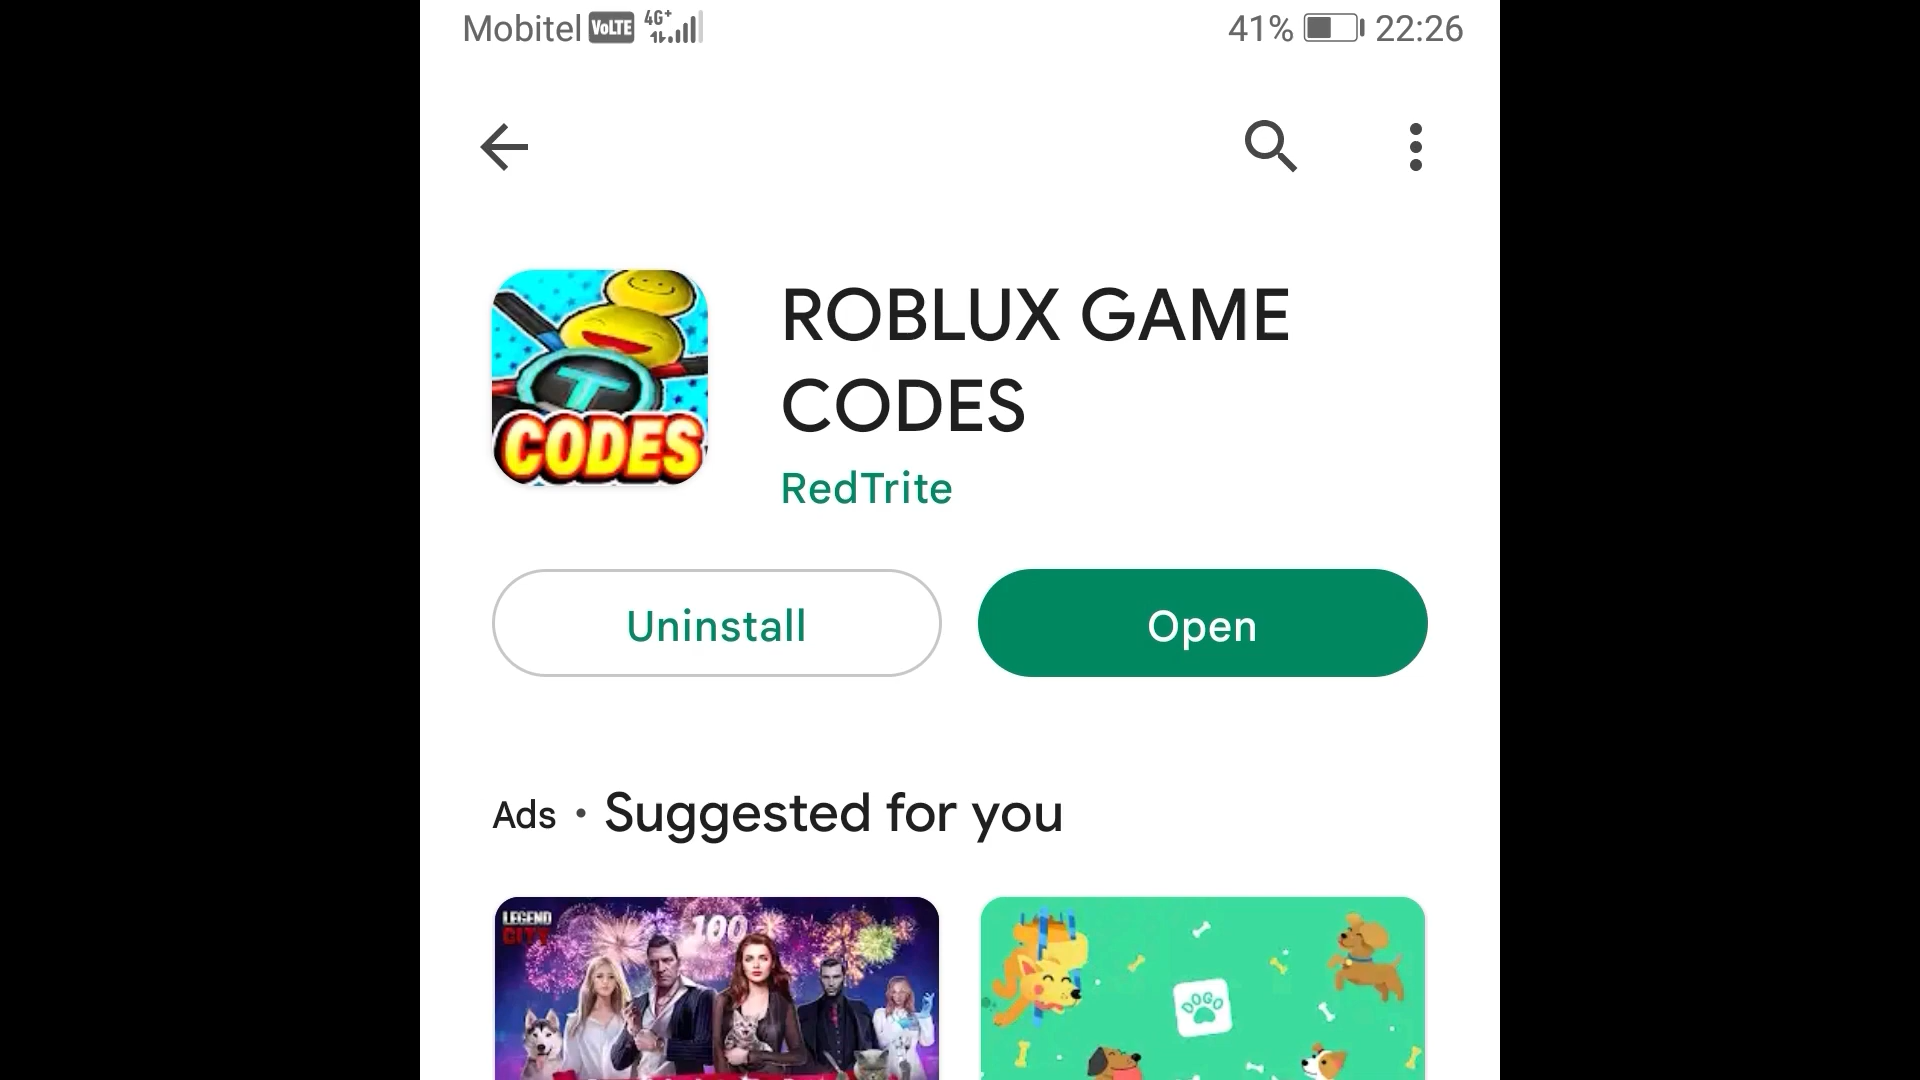 Mobitel VoLTE 4G+ 41% 22:26
CODES
ROBLUX GAME
CODES
RedTrite
Uninstall
Open
Ads • Suggested for you
LEGEND
CITY
100
DOGO